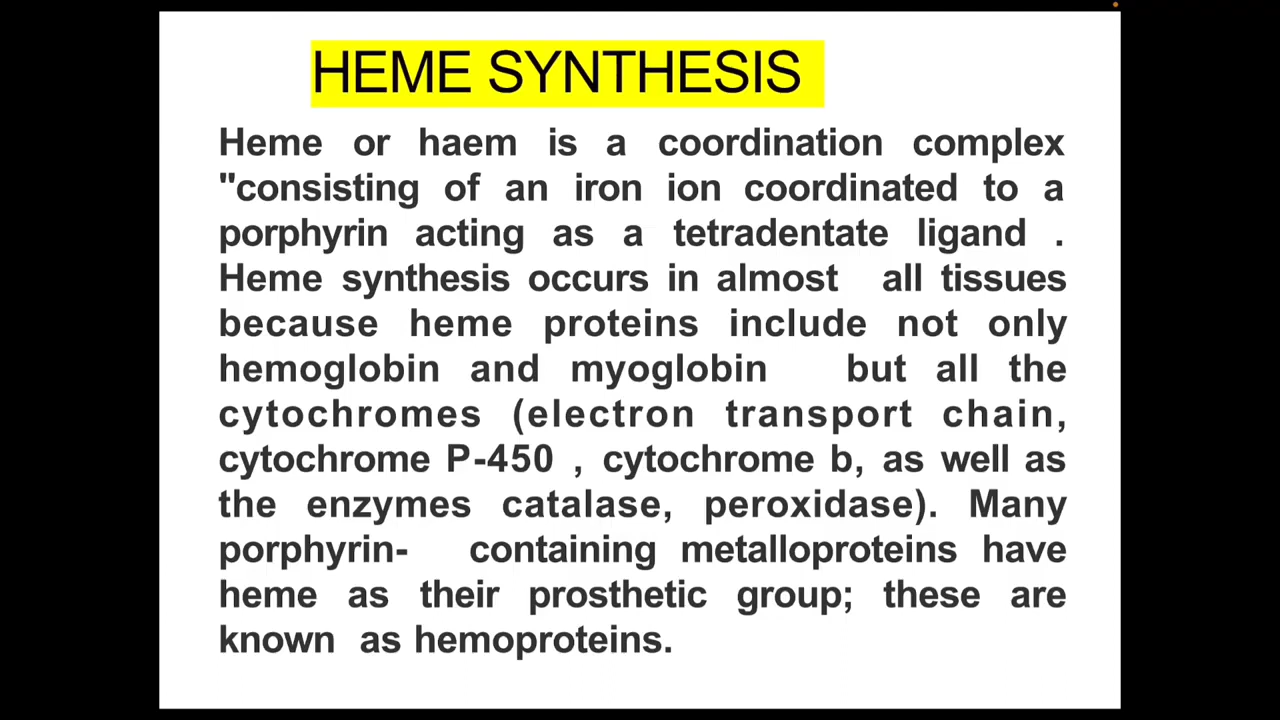 HEME SYNTHESIS
Heme or haem is a coordination complex
"consisting of an iron ion coordinated to a
porphyrin acting as a tetradentate ligand .
Heme synthesis occurs in almost all tissues
because heme proteins include not only
hemoglobin and myoglobin but all the
cytochromes (electron transport chain,
cytochrome P-450 , cytochrome b, as well as
the enzymes catalase, peroxidase). Many
porphyrin- containing metalloproteins have
heme as their prosthetic group; these are
known as hemoproteins.